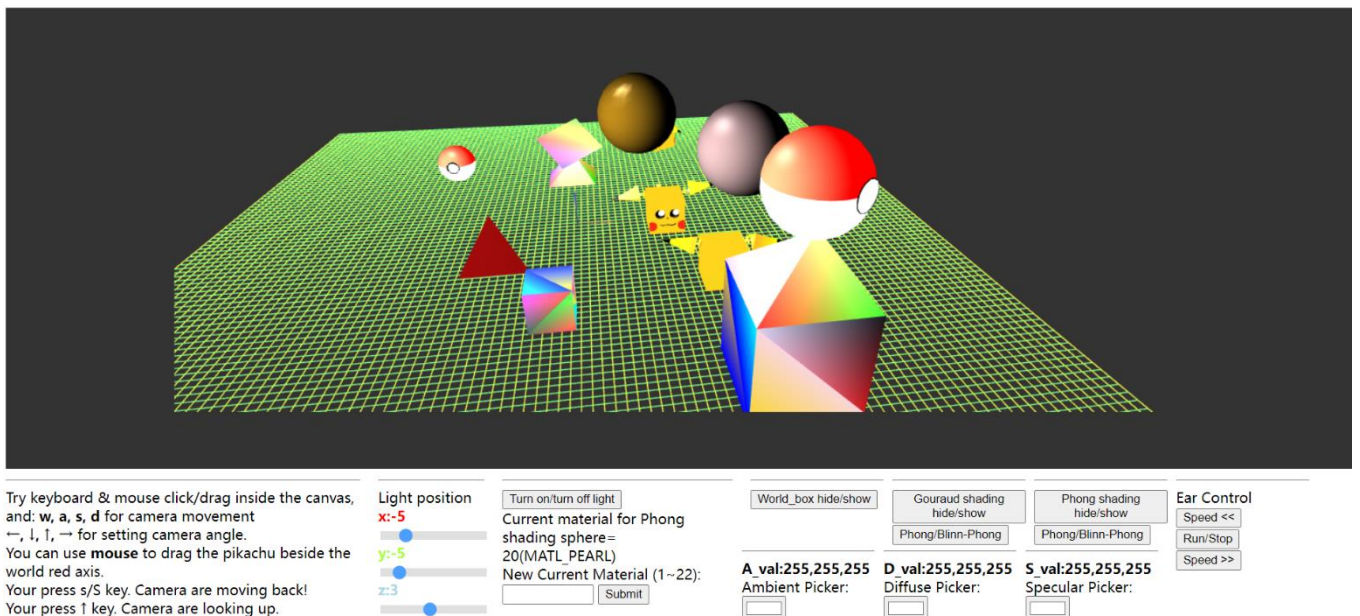 Try keyboard & mouse click/drag inside the canvas,
and: w, a, s, d for camera movement
←, ↓, ↑, → for setting camera angle.
You can use mouse to drag the pikachu beside the
world red axis.
Your press s/S key. Camera are moving back!
Your press ↑ key. Camera are looking up.
Light position
x:-5
y:-5
z:3
Turn on/turn off light
Current material for Phong
shading sphere=
20(MATL_PEARL)
New Current Material (1~22):
Submit
World_box hide/show
Gouraud shading
hide/show
Phong/Blinn-Phong
Phong shading
hide/show
Phong/Blinn-Phong
A_val:255,255,255
Ambient Picker:
D_val:255,255,255
Diffuse Picker:
S_val:255,255,255
Specular Picker:
Ear Control
Speed <<
Run/Stop
Speed >>